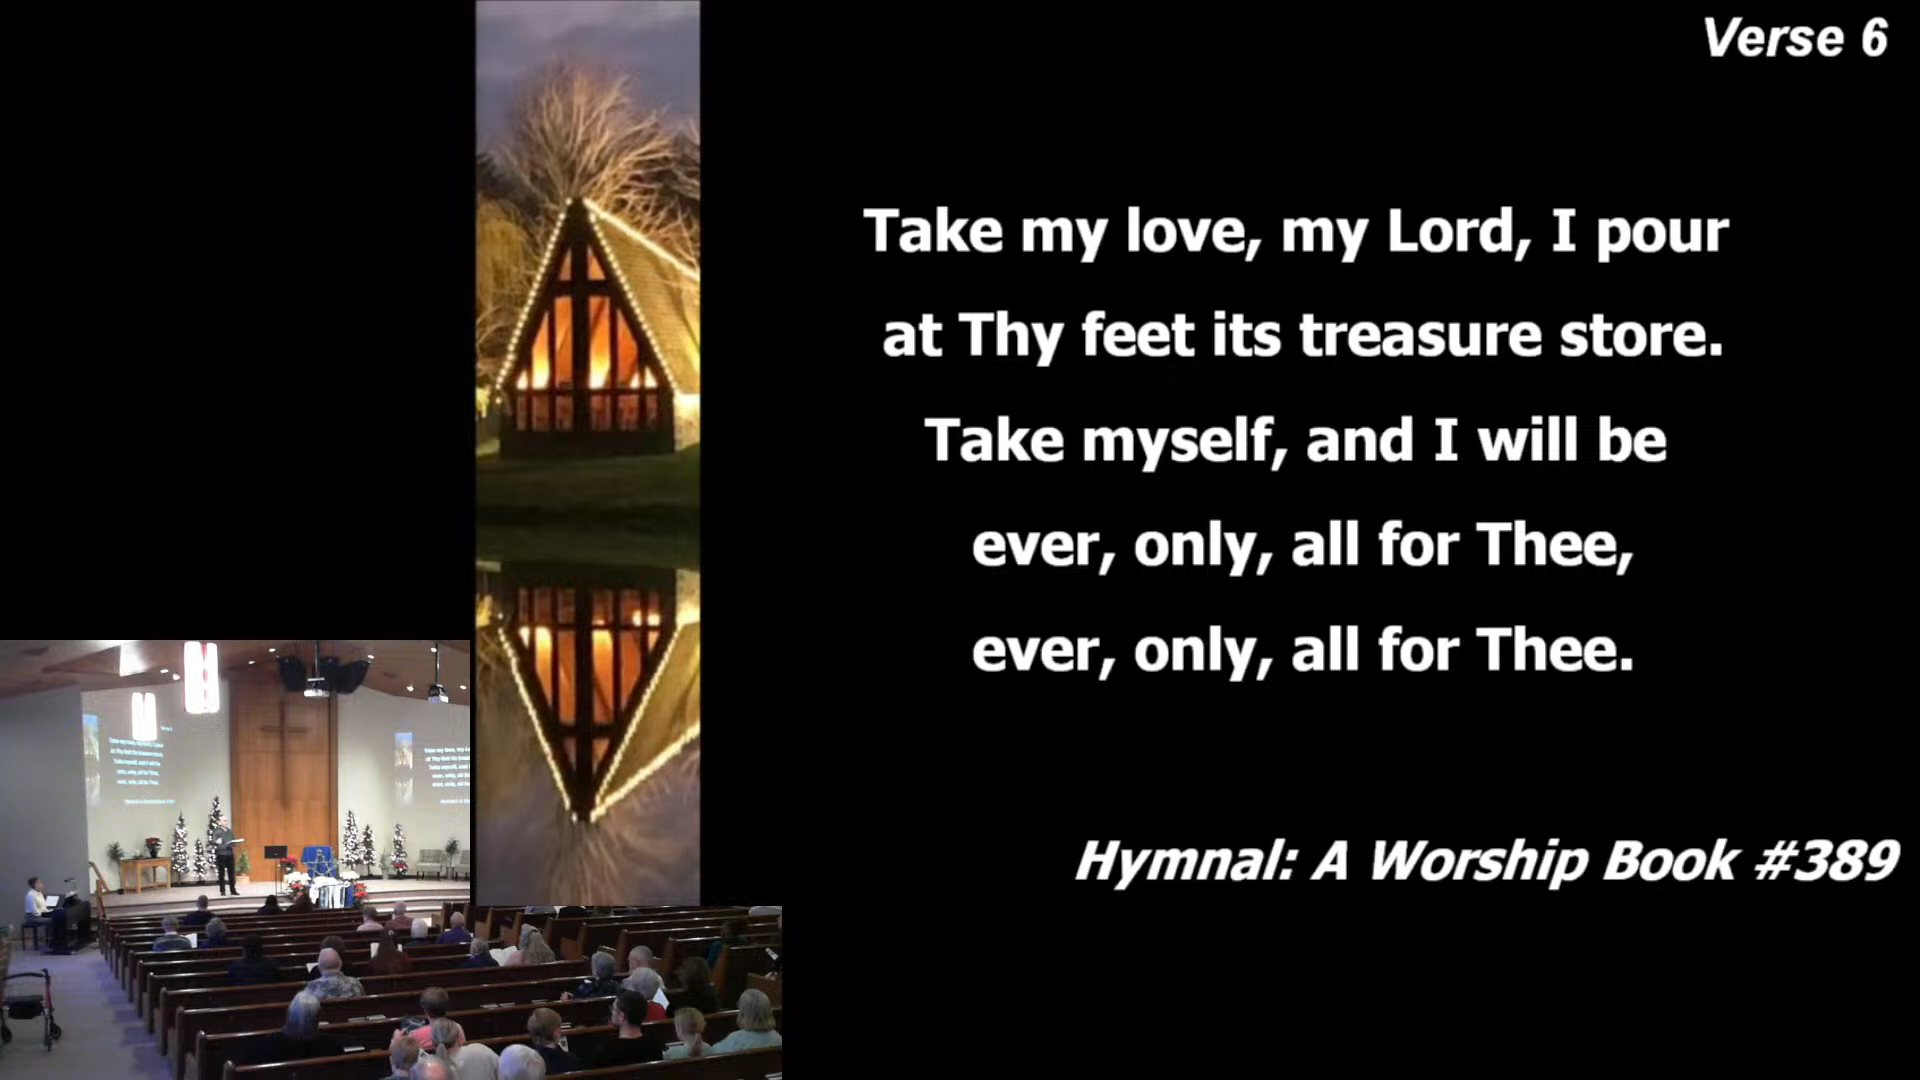 Verse 6
Take my love, my Lord, I pour
at Thy feet its treasure store.
Take myself, and I will be
ever, only, all for Thee,
ever, only, all for Thee.
Hymnal: A Worship Book #389